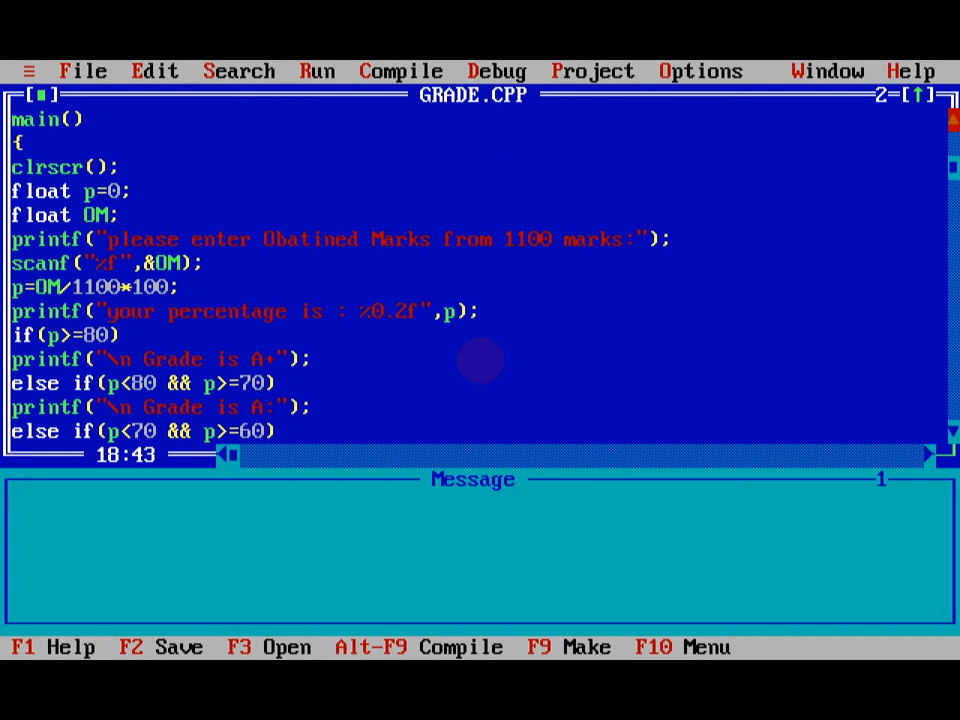 ≡ File Edit Search Run Compile Debug Project Options Window Help
[■] GRADE.CPP 2=[↑]
main()
{
clrscr();
float p=0;
float OM;
printf("please enter Obatined Marks from 1100 marks:");
scanf("%f",&OM);
p=OM/1100*100;
printf("your percentage is : %0.2f",p);
if(p>=80)
printf("\n Grade is A+");
else if(p<80 && p>=70)
printf("\n Grade is A:");
else if(p<70 && p>=60)
18:43
Message 1
F1 Help F2 Save F3 Open Alt-F9 Compile F9 Make F10 Menu